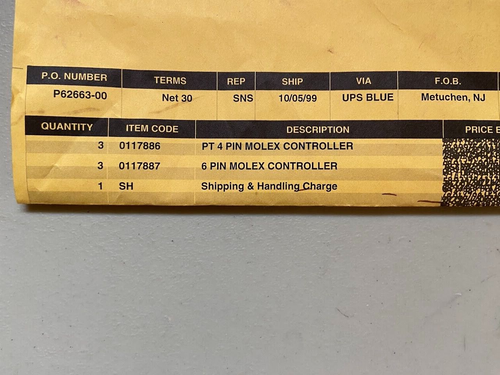 P.O. NUMBER TERMS REP SHIP VIA F.O.B.
P62663-00 Net 30 SNS 10/05/99 UPS BLUE Metuchen, NJ
QUANTITY ITEM CODE DESCRIPTION PRICE E
3 0117886 PT 4 PIN MOLEX CONTROLLER
3 0117887 6 PIN MOLEX CONTROLLER
1 SH Shipping & Handling Charge